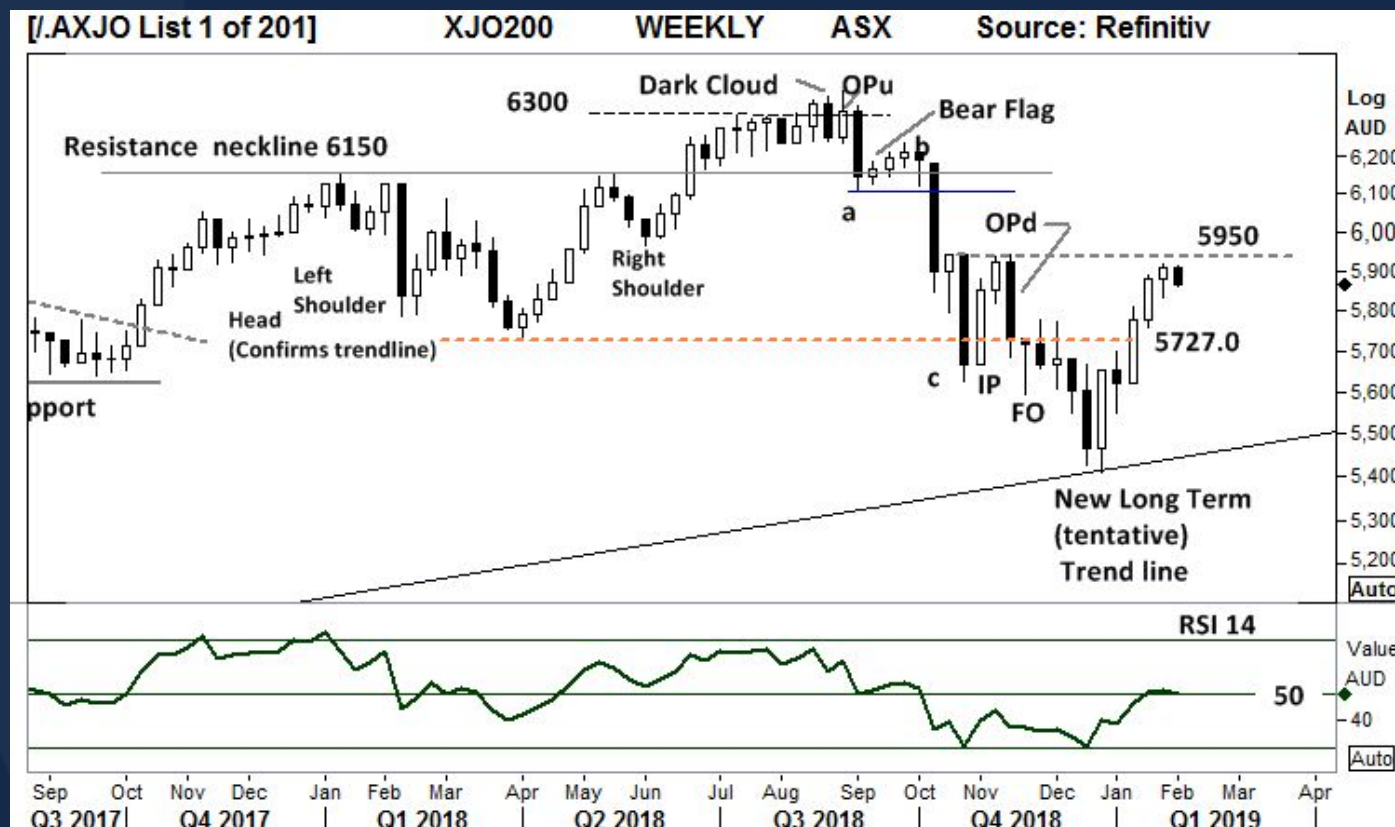 [/.AXJO List 1 of 201] XJO200 WEEKLY ASX Source: Refinitiv
Dark Cloud
OPu
6300
Bear Flag
Resistance neckline 6150
b
a
OPd
5950
Left
Shoulder
Right
Shoulder
Head
(Confirms trendline)
5727.0
c
IP
FO
pport
New Long Term
(tentative)
Trend line
Log
AUD
6,200
6,100
6,000
5,900
5,800
5,700
5,600
5,500
5,400
5,300
5,200
Auto
RSI 14
Value
AUD
50
40
Auto
Sep Oct Nov Dec Jan Feb Mar Apr May Jun Jul Aug Sep Oct Nov Dec Jan Feb Mar Apr
Q3 2017 Q4 2017 Q1 2018 Q2 2018 Q3 2018 Q4 2018 Q1 2019